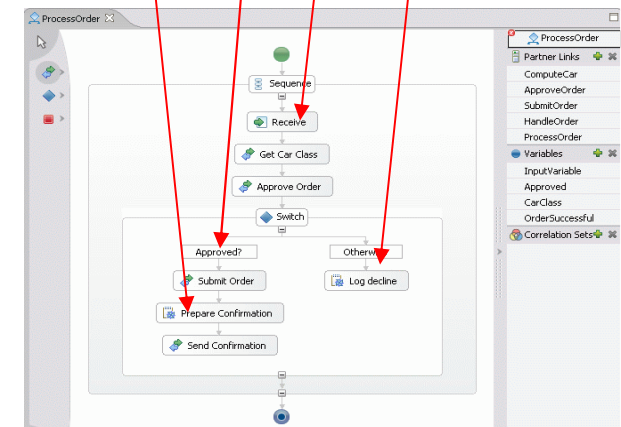 ProcessOrder
Sequence
Receive
Get Car Class
Approve Order
Switch
Approved?
Otherw
Submit Order
Log decline
Prepare Confirmation
Send Confirmation
ProcessOrder
Partner Links
ComputeCar
ApproveOrder
SubmitOrder
HandleOrder
ProcessOrder
Variables
InputVariable
Approved
CarClass
OrderSuccessful
Correlation Sets